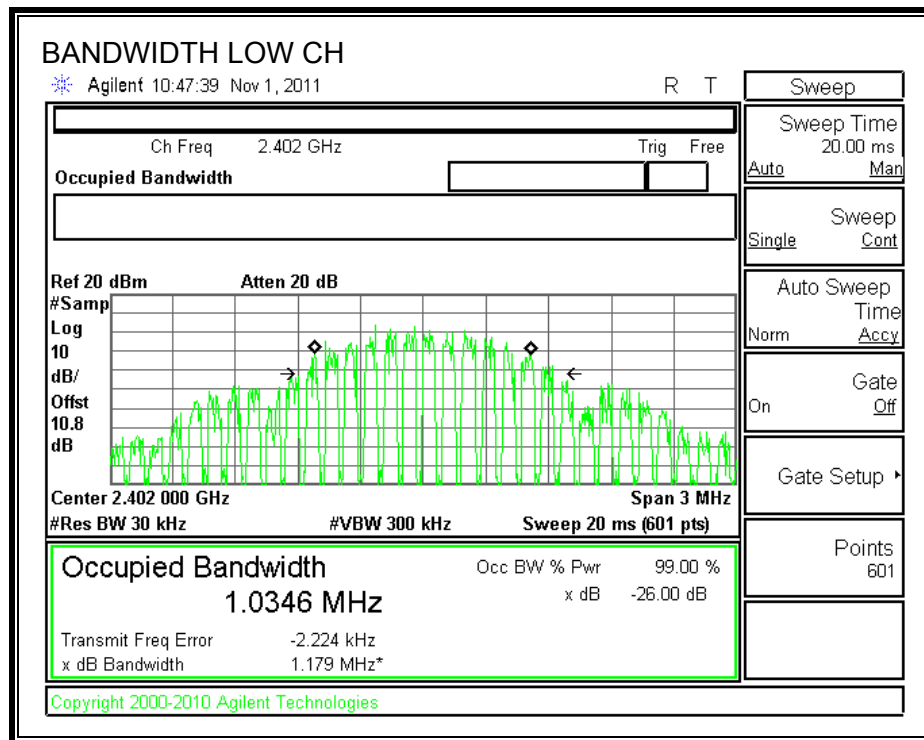 BANDWIDTH LOW CH
Agilent 10:47:39 Nov 1, 2011 R T
Ch Freq 2.402 GHz Trig Free
Occupied Bandwidth
Ref 20 dBm Atten 20 dB
#Samp
Log
10
dB/
Offst
10.8
dB
Center 2.402 000 GHz Span 3 MHz
#Res BW 30 kHz #VBW 300 kHz Sweep 20 ms (601 pts)
Occupied Bandwidth Occ BW % Pwr 99.00 %
1.0346 MHz x dB -26.00 dB
Transmit Freq Error -2.224 kHz
x dB Bandwidth 1.179 MHz*
Copyright 2000-2010 Agilent Technologies
Sweep
Sweep Time
20.00 ms
Auto Man
Sweep
Single Cont
Auto Sweep
Time
Norm Accy
Gate
On Off
Gate Setup
Points
601